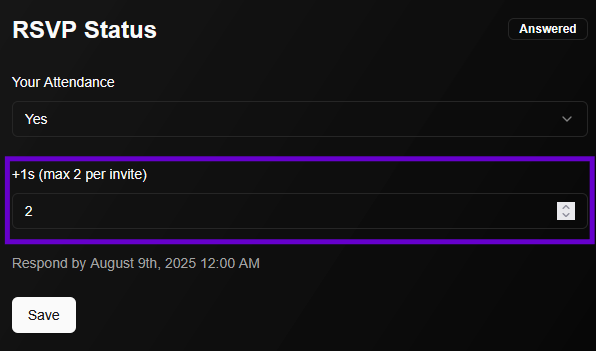 RSVP Status
Answered
Your Attendance
Yes
+1s (max 2 per invite)
2
Respond by August 9th, 2025 12:00 AM
Save